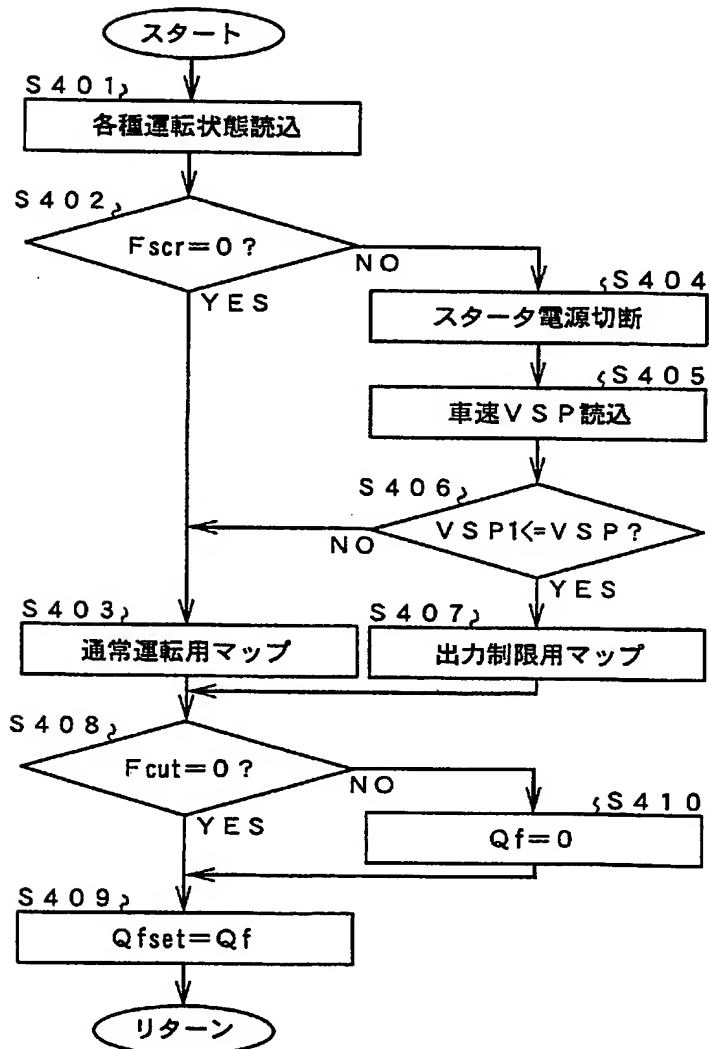 スタート
S401
各種運転状態読込
S402
Fscr=0?
NO
YES
S404
スタータ電源切断
S405
車速VSP読込
S406
VSP1<=VSP?
NO
YES
S403
通常運転用マップ
S407
出力制限用マップ
S408
Fcut=0?
NO
YES
S410
Qf=0
S409
Qfset=Qf
リターン